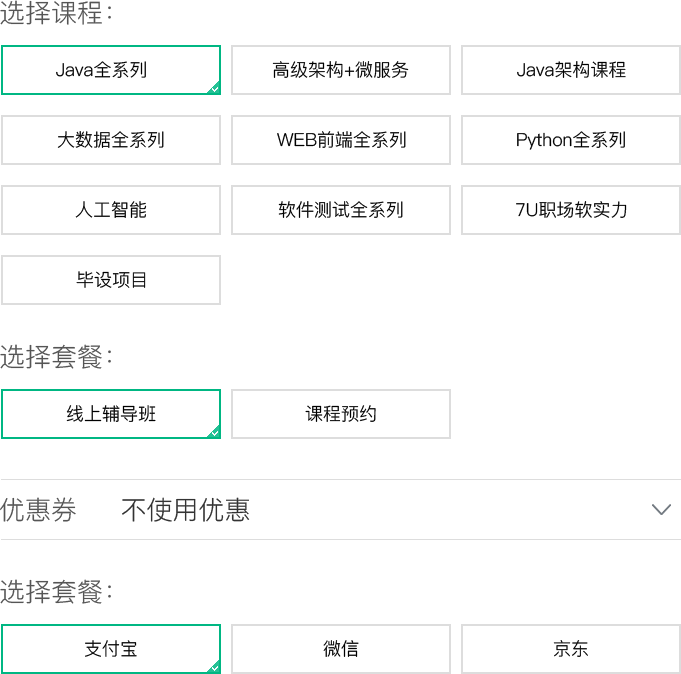 选择课程：
Java全系列 高级架构+微服务 Java架构课程
大数据全系列 WEB前端全系列 Python全系列
人工智能 软件测试全系列 7U职场软实力
毕设项目
选择套餐：
线上辅导班 课程预约
优惠券 不使用优惠
选择套餐：
支付宝 微信 京东